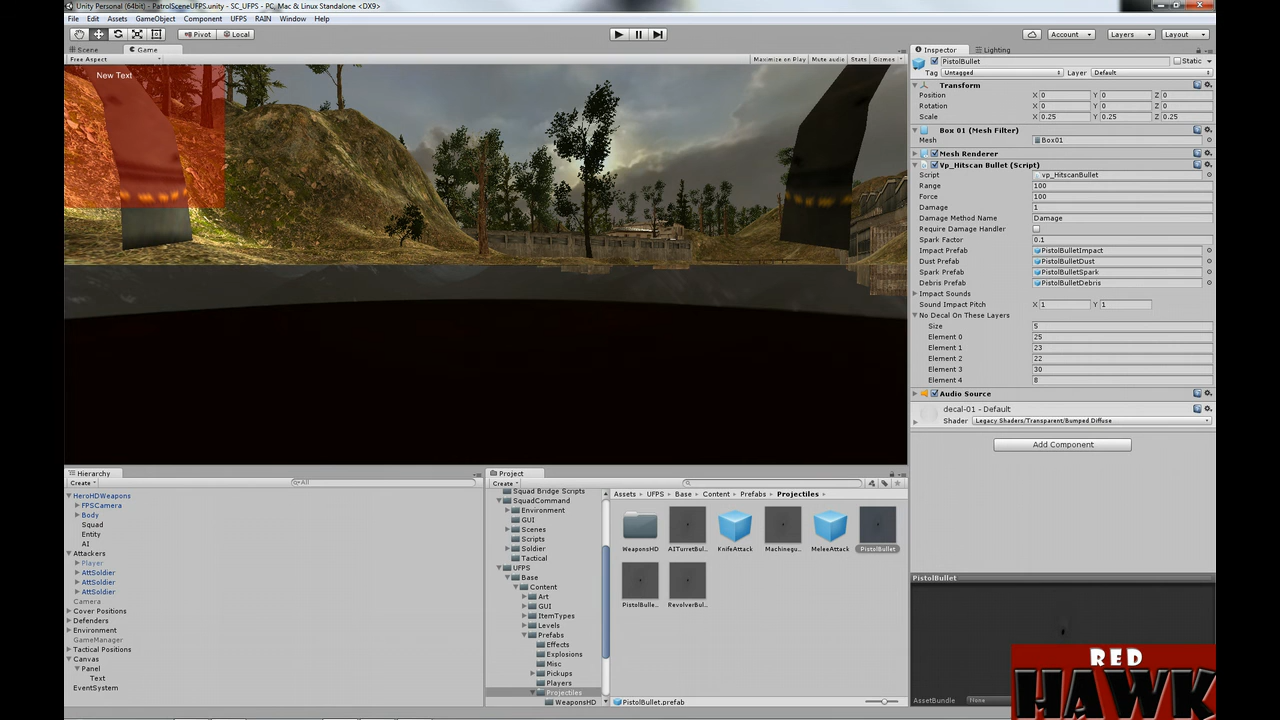 Unity Personal (64bit) - PatrolSceneUFPS.unity - SC_UFPS - PC, Mac & Linux Standalone <DX9>
File Edit Assets GameObject Component UFPS RAIN Window Help
Pivot Local Account Layers Layout
Scene Game
Free Aspect Maximize on Play Mute audio Stats Gizmos
New Text
Inspector Lighting
PistolBullet Static
Tag Untagged Layer Default
Transform
Position X 0 Y 0 Z 0
Rotation X 0 Y 0 Z 0
Scale X 0.25 Y 0.25 Z 0.25
Box 01 (Mesh Filter)
Mesh Box01
Mesh Renderer
Vp_Hitscan Bullet (Script)
Script vp_HitscanBullet
Range 100
Force 100
Damage 1
Damage Method Name Damage
Require Damage Handler
Spark Factor 0.1
Impact Prefab PistolBulletImpact
Dust Prefab PistolBulletDust
Spark Prefab PistolBulletSpark
Debris Prefab PistolBulletDebris
Impact Sounds
Sound Impact Pitch X 1 Y 1
No Decal On These Layers
Size 5
Element 0 25
Element 1 23
Element 2 22
Element 3 30
Element 4 8
Audio Source
decal-01 - Default
Shader Legacy Shaders/Transparent/Bumped Diffuse
Add Component
Hierarchy
Create All
HeroHDWeapons
FPSCamera
Body
Squad
Entity
AI
Attackers
Player
AttSoldier
AttSoldier
AttSoldier
Camera
Cover Positions
Defenders
Environment
GameManager
Tactical Positions
Canvas
Panel
Text
EventSystem
Project
Create
Squad Bridge Scripts
SquadCommand
Environment
GUI
Scenes
Scripts
Soldier
Tactical
UFPS
Base
Content
Art
GUI
ItemTypes
Levels
Prefabs
Effects
Explosions
Misc
Pickups
Players
Projectiles
WeaponsHD
Assets UFPS Base Content Prefabs Projectiles
WeaponsHD AITurretBul... KnifeAttack Machinegu... MeleeAttack PistolBullet
PistolBulle... RevolverBul...
PistolBullet.prefab
PistolBullet
AssetBundle None
RED
HAWK